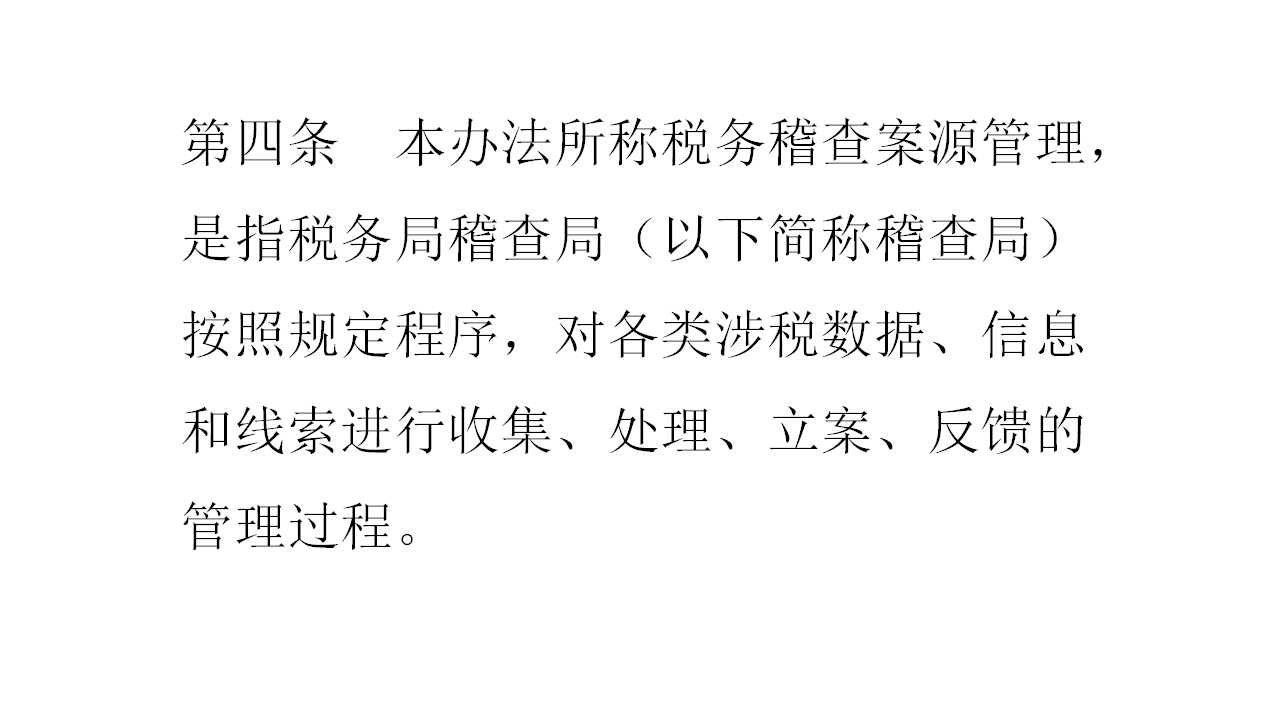 第四条　本办法所称税务稽查案源管理，
是指税务局稽查局（以下简称稽查局）
按照规定程序，对各类涉税数据、信息
和线索进行收集、处理、立案、反馈的
管理过程。